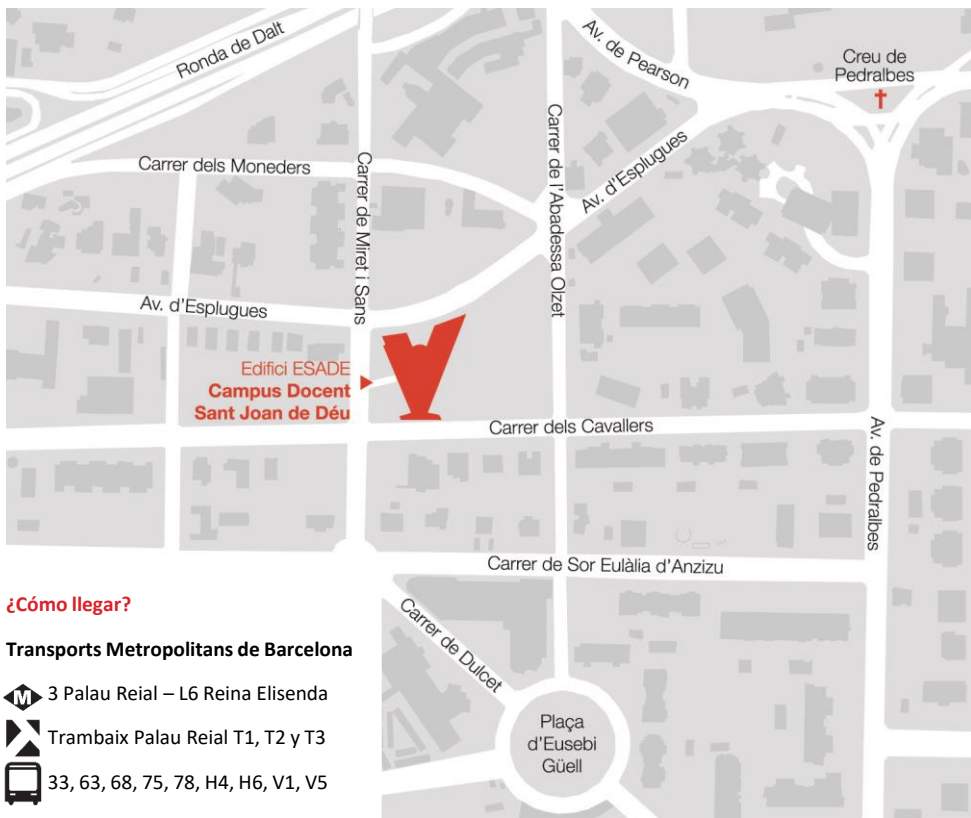 Ronda de Dalt
Av. de Pearson
Creu de
Pedralbes
Carrer dels Moneders
Carrer de Miret i Sans
Carrer de l'Abadessa Olzet
Av. d'Esplugues
Av. d'Esplugues
Edifici ESADE
Campus Docent
Sant Joan de Déu
Carrer dels Cavallers
Av. de Pedralbes
Carrer de Sor Eulàlia d'Anzizu
Carrer de Dulcet
Plaça
d'Eusebi
Güell
¿Cómo llegar?
Transports Metropolitans de Barcelona
M 3 Palau Reial – L6 Reina Elisenda
Trambaix Palau Reial T1, T2 y T3
33, 63, 68, 75, 78, H4, H6, V1, V5